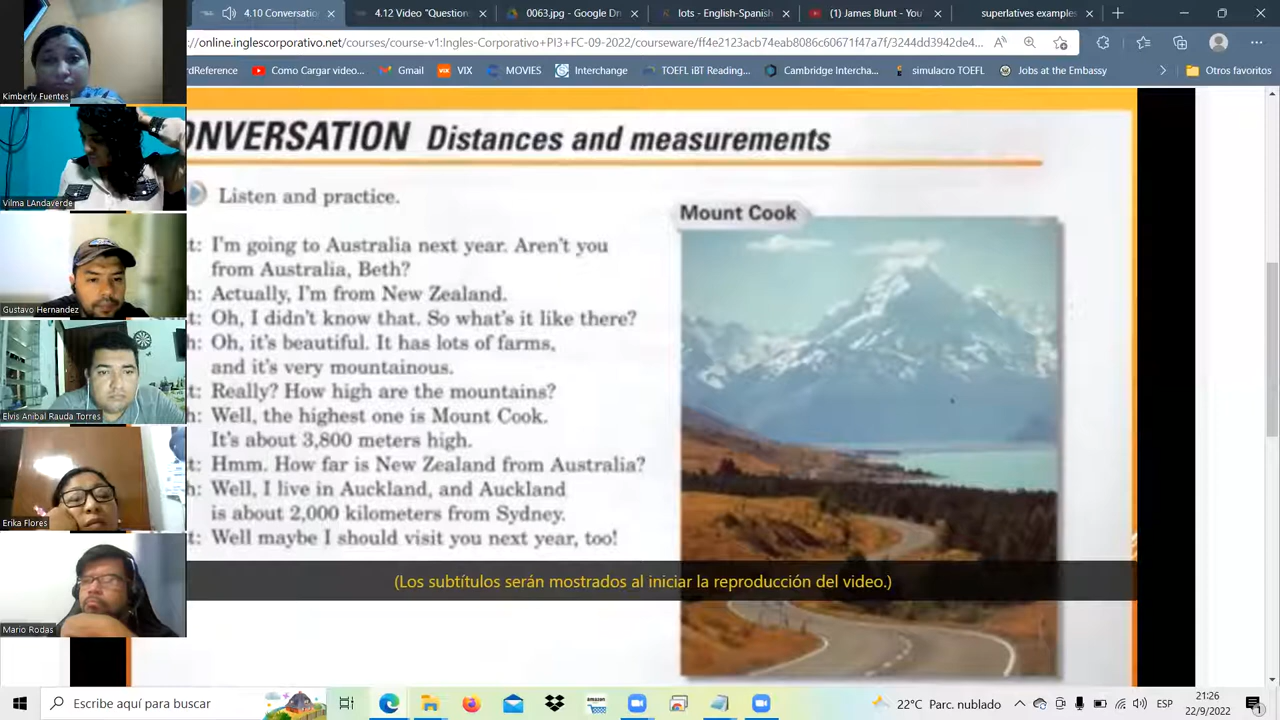 4.10 Conversatio
4.12 Video "Question
0063.jpg - Google Dri
lots - English-Spanish
(1) James Blunt - You
superlatives examples
//online.inglescorporativo.net/courses/course-v1:Ingles-Corporativo+PI3+FC-09-2022/courseware/ff4e2123acb74eab8086c60671f47a7f/3244dd3942de4...
rdReference
Como Cargar video...
Gmail
VIX
MOVIES
Interchange
TOEFL iBT Reading...
Cambridge Intercha...
simulacro TOEFL
Jobs at the Embassy
Otros favoritos
Kimberly Fuentes
Vilma LAndaverde
Gustavo Hernandez
Elvis Anibal Rauda Torres
Erika Flores
Mario Rodas
ONVERSATION Distances and measurements
Listen and practice.
Mount Cook
t: I'm going to Australia next year. Aren't you
from Australia, Beth?
h: Actually, I'm from New Zealand.
t: Oh, I didn't know that. So what's it like there?
h: Oh, it's beautiful. It has lots of farms,
and it's very mountainous.
t: Really? How high are the mountains?
h: Well, the highest one is Mount Cook.
It's about 3,800 meters high.
t: Hmm. How far is New Zealand from Australia?
h: Well, I live in Auckland, and Auckland
is about 2,000 kilometers from Sydney.
t: Well maybe I should visit you next year, too!
(Los subtítulos serán mostrados al iniciar la reproducción del video.)
Escribe aquí para buscar
amazon
22°C Parc. nublado
ESP
21:26
22/9/2022
1